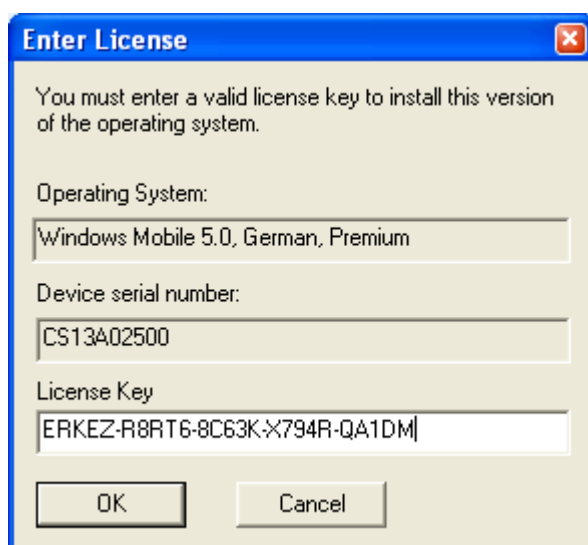 Enter License
You must enter a valid license key to install this version
of the operating system.
Operating System:
Windows Mobile 5.0, German, Premium
Device serial number:
CS13A02500
License Key
ERKEZ-R8RT6-8C63K-X794R-QA1DM
OK
Cancel